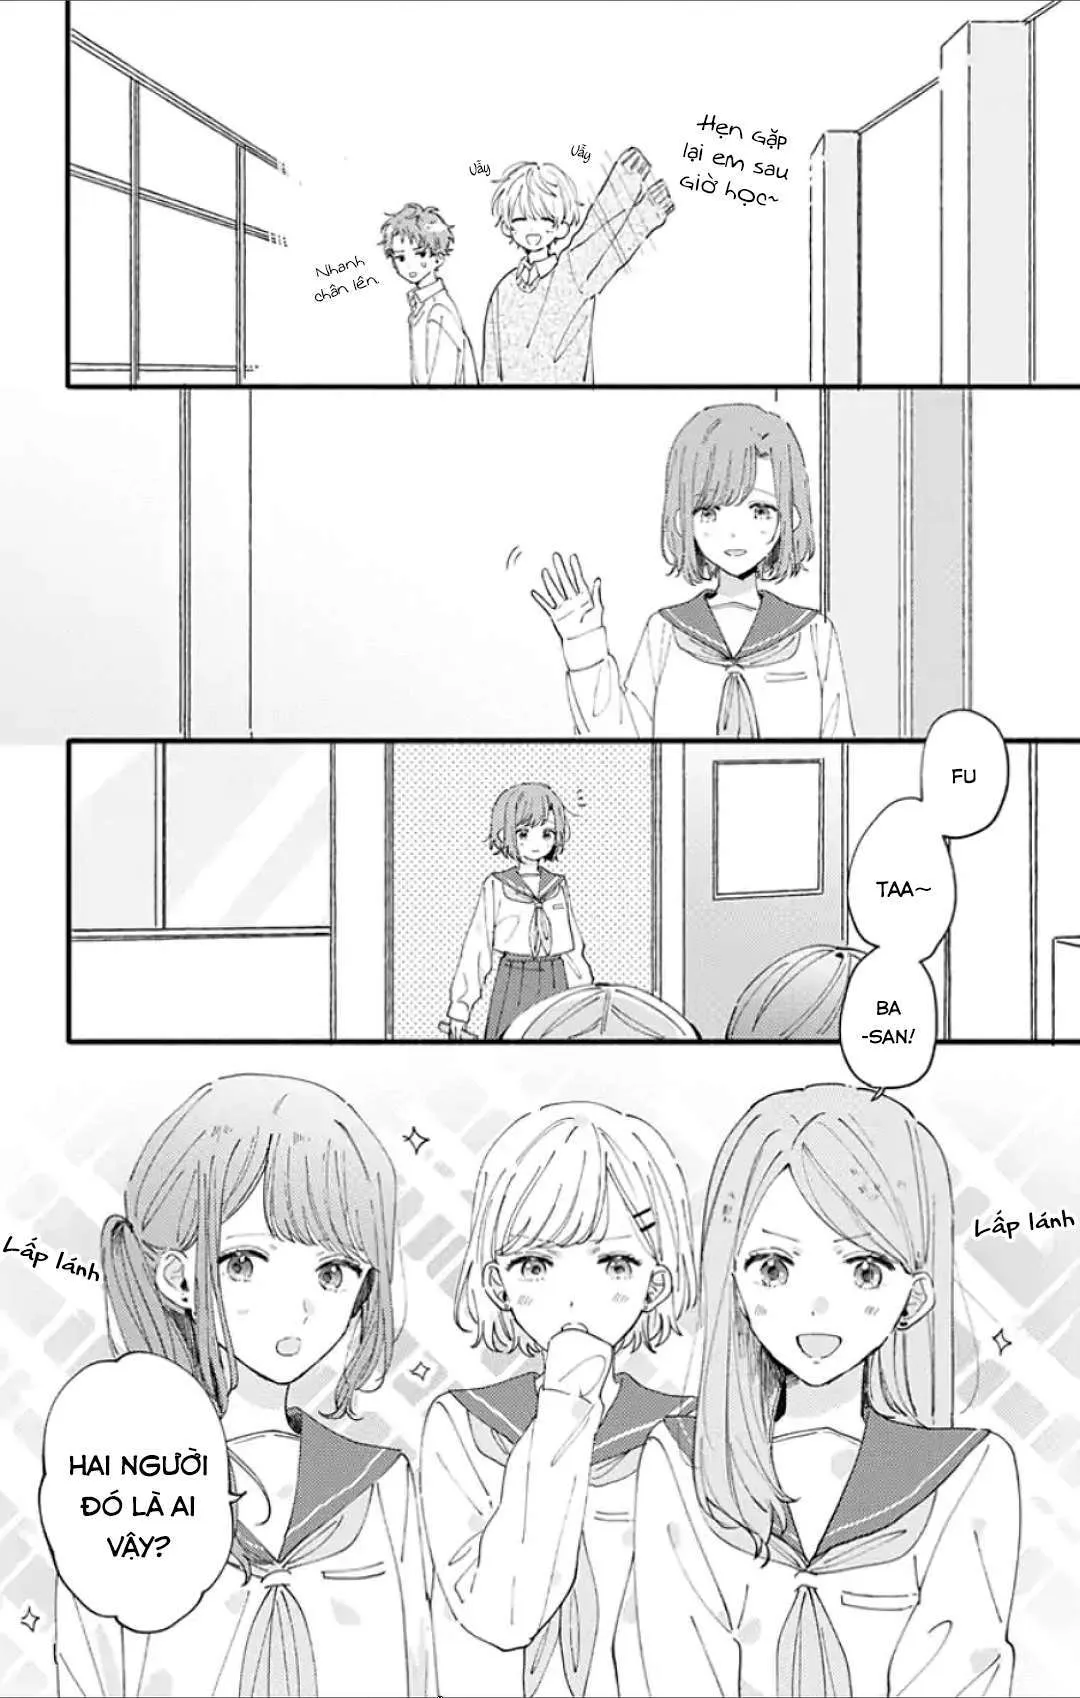 Hẹn gặp
lại em sau
giờ học~
Vẫy
Vẫy
Nhanh
chân lên.
FU
TAA~
BA
-SAN!
Lấp lánh
Lấp lánh
HAI NGƯỜI
ĐÓ LÀ AI
VẬY?